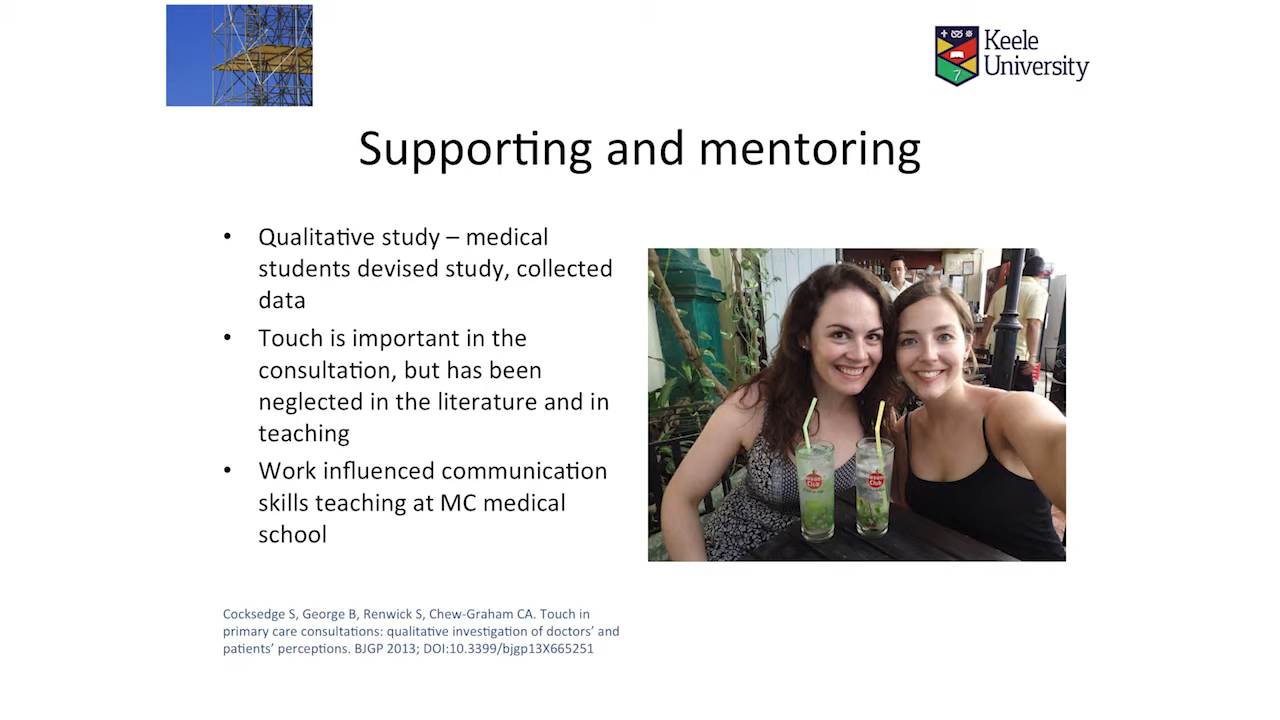 Keele
University
Supporting and mentoring
• Qualitative study – medical
students devised study, collected
data
• Touch is important in the
consultation, but has been
neglected in the literature and in
teaching
• Work influenced communication
skills teaching at MC medical
school
Club
Club
Cocksedge S, George B, Renwick S, Chew-Graham CA. Touch in
primary care consultations: qualitative investigation of doctors’ and
patients’ perceptions. BJGP 2013; DOI:10.3399/bjgp13X665251